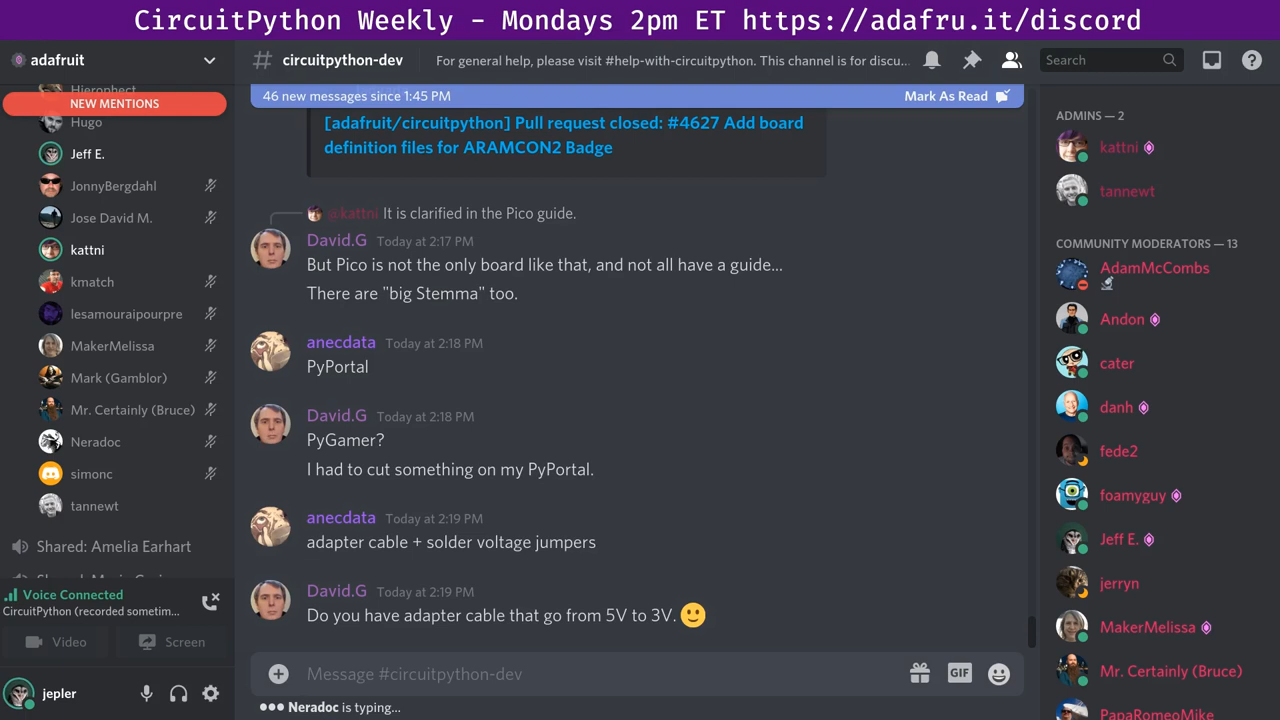 CircuitPython Weekly - Mondays 2pm ET https://adafru.it/discord
adafruit
Hierophect
NEW MENTIONS
Hugo
Jeff E.
JonnyBergdahl
Jose David M.
kattni
kmatch
lesamouraipourpre
MakerMelissa
Mark (Gamblor)
Mr. Certainly (Bruce)
Neradoc
simonc
tannewt
Shared: Amelia Earhart
Voice Connected
CircuitPython (recorded sometim...
Video
Screen
jepler
# circuitpython-dev
For general help, please visit #help-with-circuitpython. This channel is for discu...
Search
46 new messages since 1:45 PM
Mark As Read
[adafruit/circuitpython] Pull request closed: #4627 Add board
definition files for ARAMCON2 Badge
@kattni It is clarified in the Pico guide.
David.G Today at 2:17 PM
But Pico is not the only board like that, and not all have a guide...
There are "big Stemma" too.
anecdata Today at 2:18 PM
PyPortal
David.G Today at 2:18 PM
PyGamer?
I had to cut something on my PyPortal.
anecdata Today at 2:19 PM
adapter cable + solder voltage jumpers
David.G Today at 2:19 PM
Do you have adapter cable that go from 5V to 3V. 🙂
Message #circuitpython-dev
GIF
Neradoc is typing...
ADMINS — 2
kattni
tannewt
COMMUNITY MODERATORS — 13
AdamMcCombs
🔬
Andon
cater
danh
fede2
foamyguy
Jeff E.
jerryn
MakerMelissa
Mr. Certainly (Bruce)
PapaRomeoMike